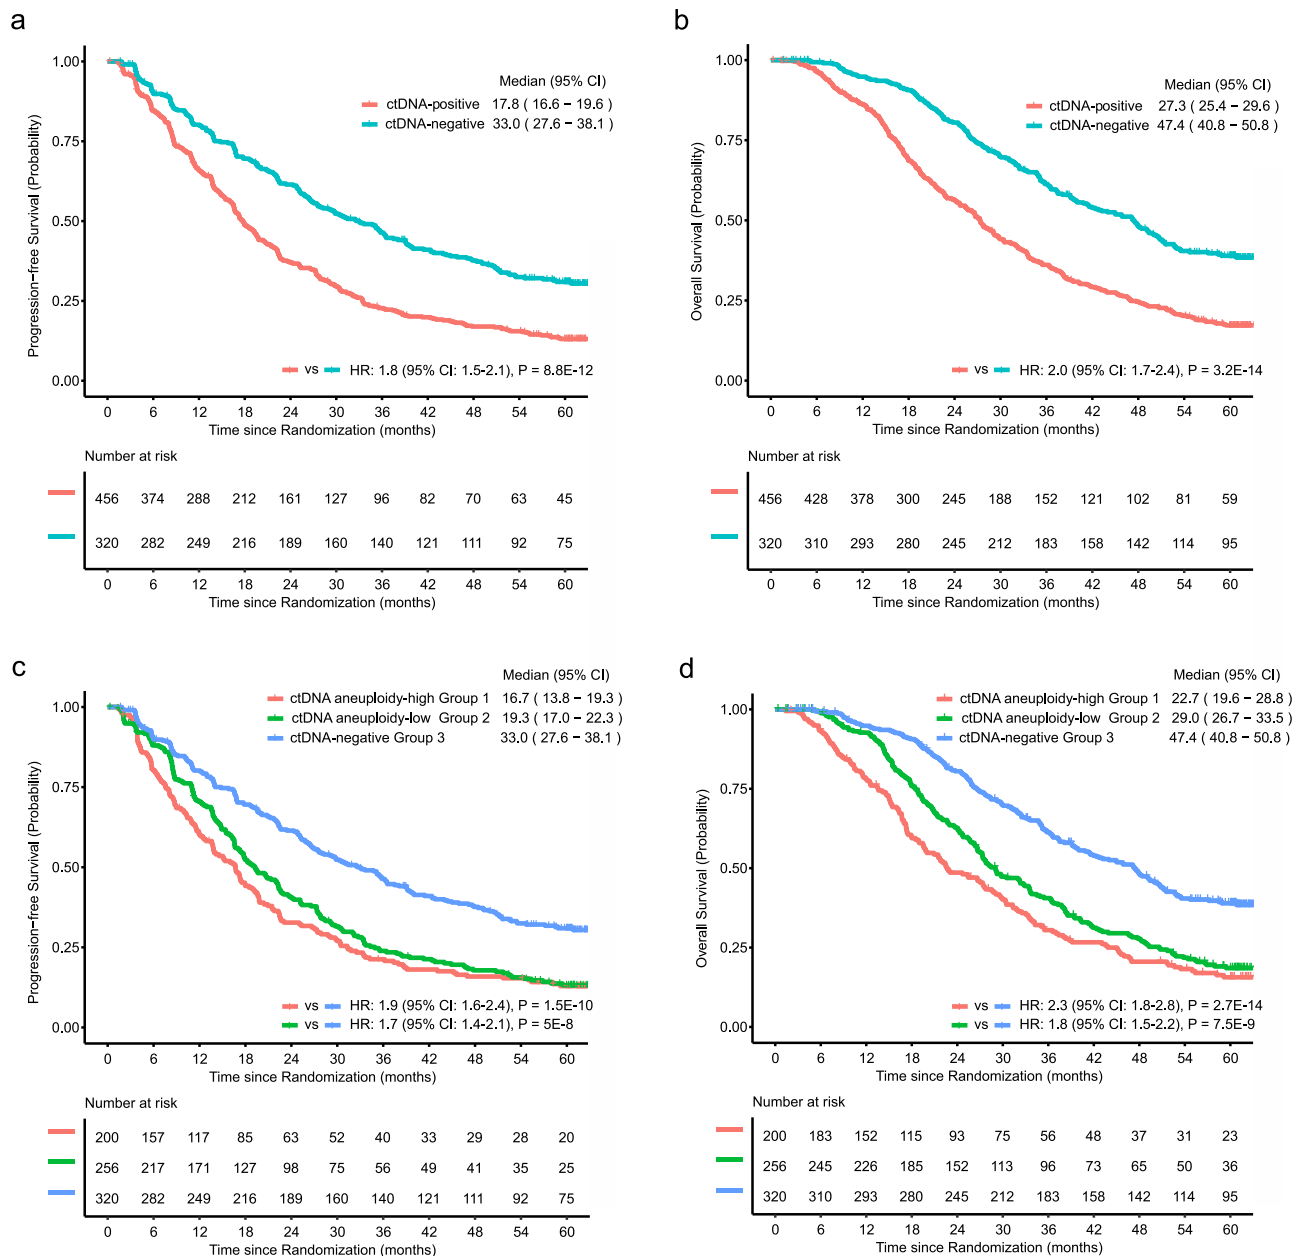 a
Median (95% CI)
ctDNA-positive 17.8 ( 16.6 − 19.6 )
ctDNA-negative 33.0 ( 27.6 − 38.1 )
Progression−free Survival (Probability)
1.00
0.75
0.50
0.25
0.00
vs HR: 1.8 (95% CI: 1.5-2.1), P = 8.8E-12
0 6 12 18 24 30 36 42 48 54 60
Time since Randomization (months)
Number at risk
456 374 288 212 161 127 96 82 70 63 45
320 282 249 216 189 160 140 121 111 92 75
0 6 12 18 24 30 36 42 48 54 60
Time since Randomization (months)
b
Median (95% CI)
ctDNA-positive 27.3 ( 25.4 − 29.6 )
ctDNA-negative 47.4 ( 40.8 − 50.8 )
Overall Survival (Probability)
1.00
0.75
0.50
0.25
0.00
vs HR: 2.0 (95% CI: 1.7-2.4), P = 3.2E-14
0 6 12 18 24 30 36 42 48 54 60
Time since Randomization (months)
Number at risk
456 428 378 300 245 188 152 121 102 81 59
320 310 293 280 245 212 183 158 142 114 95
0 6 12 18 24 30 36 42 48 54 60
Time since Randomization (months)
c
Median (95% CI)
ctDNA aneuploidy-high Group 1 16.7 ( 13.8 − 19.3 )
ctDNA aneuploidy-low Group 2 19.3 ( 17.0 − 22.3 )
ctDNA-negative Group 3 33.0 ( 27.6 − 38.1 )
Progression−free Survival (Probability)
1.00
0.75
0.50
0.25
0.00
vs HR: 1.9 (95% CI: 1.6-2.4), P = 1.5E-10
vs HR: 1.7 (95% CI: 1.4-2.1), P = 5E-8
0 6 12 18 24 30 36 42 48 54 60
Time since Randomization (months)
Number at risk
200 157 117 85 63 52 40 33 29 28 20
256 217 171 127 98 75 56 49 41 35 25
320 282 249 216 189 160 140 121 111 92 75
0 6 12 18 24 30 36 42 48 54 60
Time since Randomization (months)
d
Median (95% CI)
ctDNA aneuploidy-high Group 1 22.7 ( 19.6 − 28.8 )
ctDNA aneuploidy-low Group 2 29.0 ( 26.7 − 33.5 )
ctDNA-negative Group 3 47.4 ( 40.8 − 50.8 )
Overall Survival (Probability)
1.00
0.75
0.50
0.25
0.00
vs HR: 2.3 (95% CI: 1.8-2.8), P = 2.7E-14
vs HR: 1.8 (95% CI: 1.5-2.2), P = 7.5E-9
0 6 12 18 24 30 36 42 48 54 60
Time since Randomization (months)
Number at risk
200 183 152 115 93 75 56 48 37 31 23
256 245 226 185 152 113 96 73 65 50 36
320 310 293 280 245 212 183 158 142 114 95
0 6 12 18 24 30 36 42 48 54 60
Time since Randomization (months)